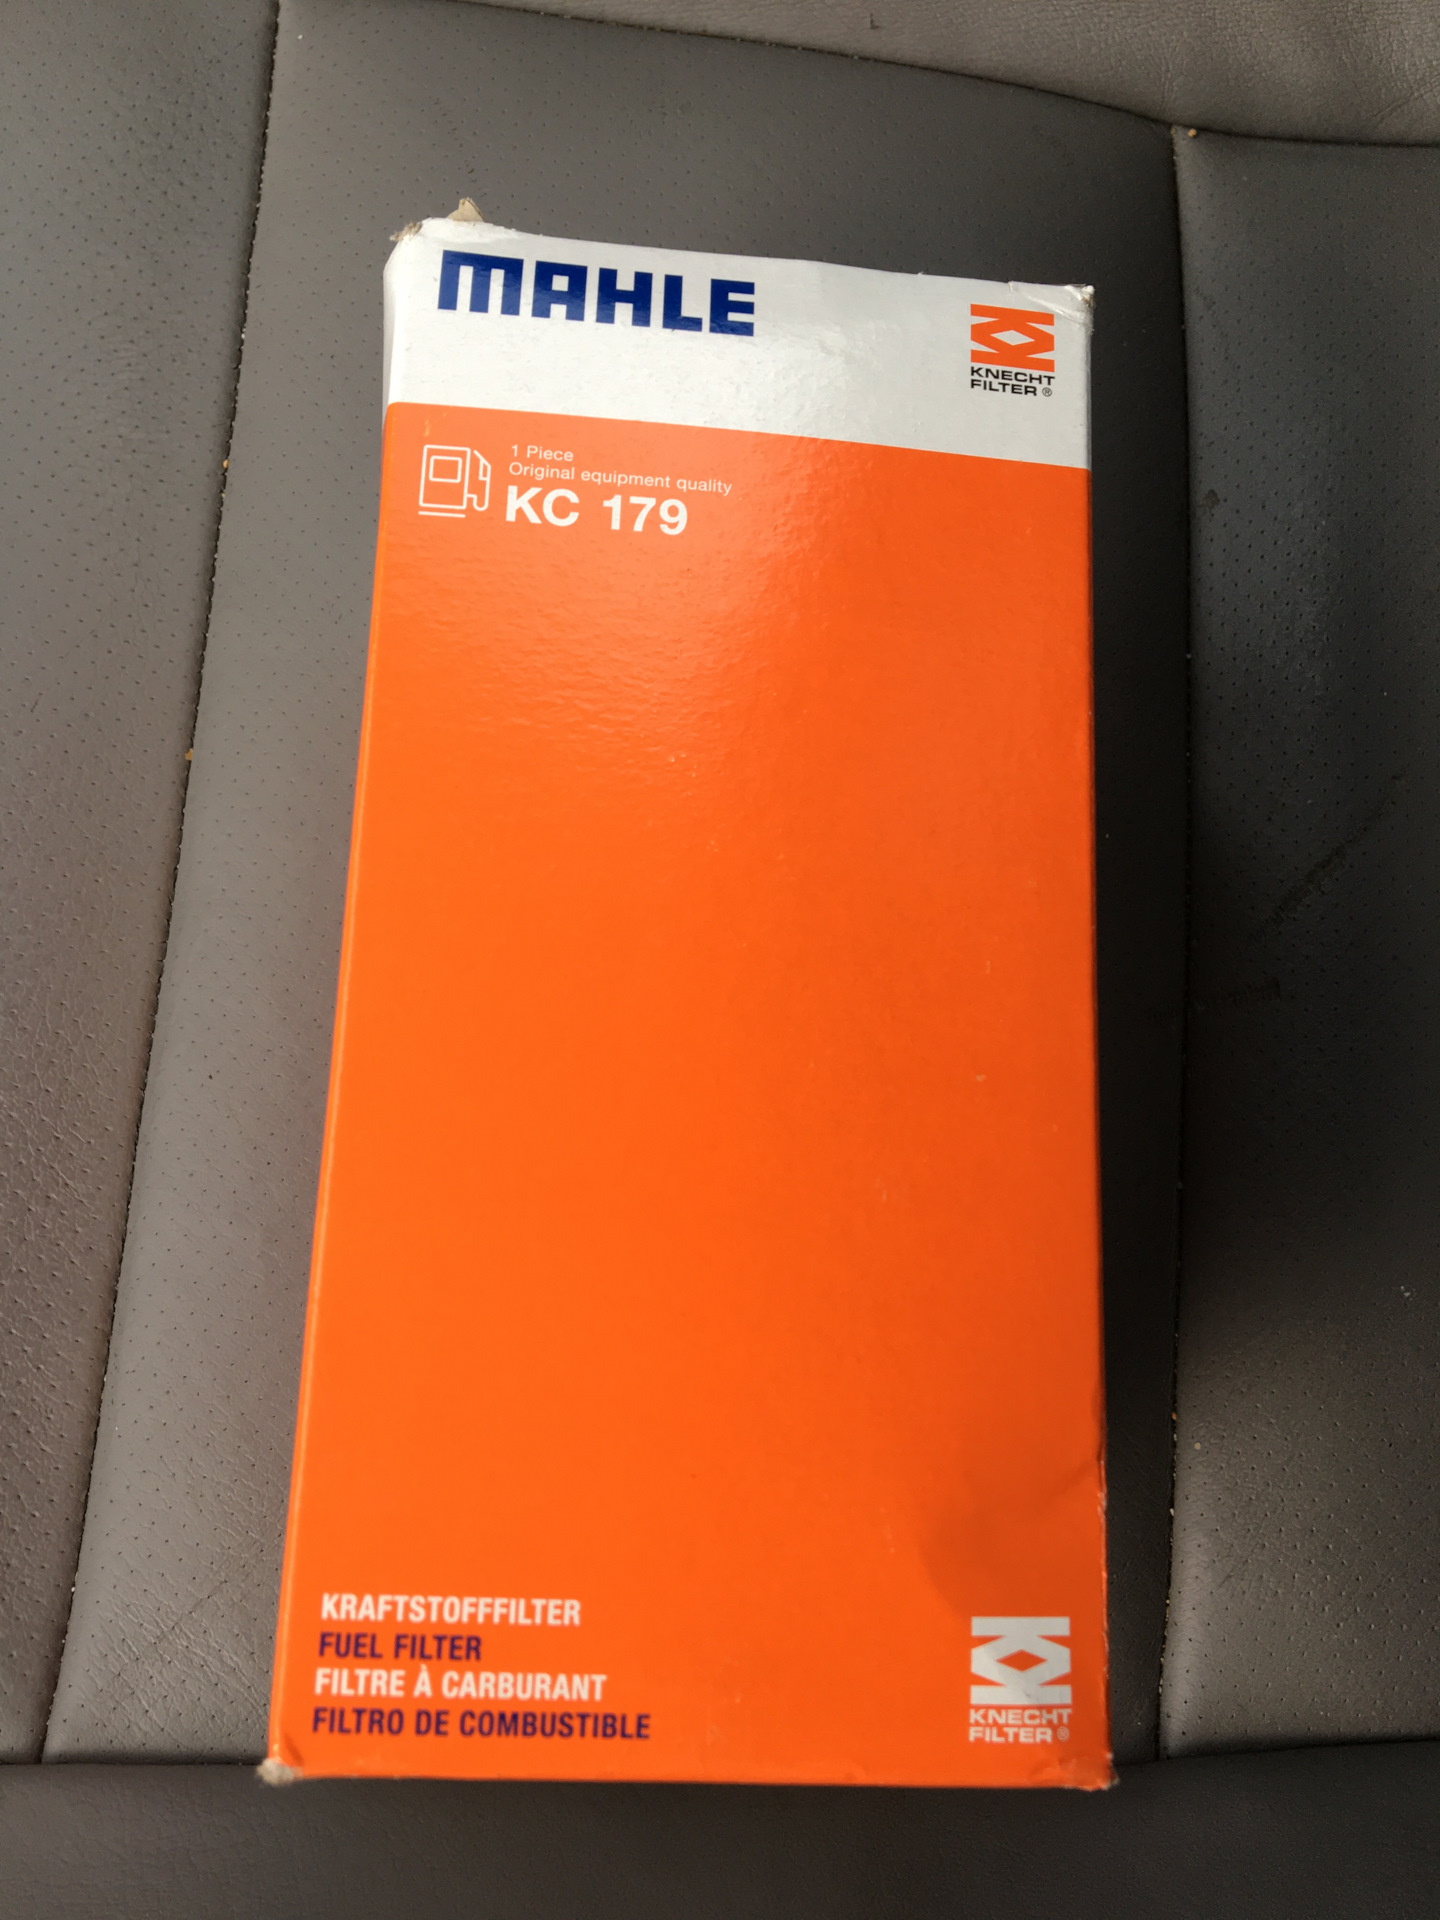 MAHLE
KNECHT
FILTER®
1 Piece
Original equipment quality
KC 179
KRAFTSTOFFFILTER
FUEL FILTER
FILTRE À CARBURANT
FILTRO DE COMBUSTIBLE
KNECHT
FILTER®